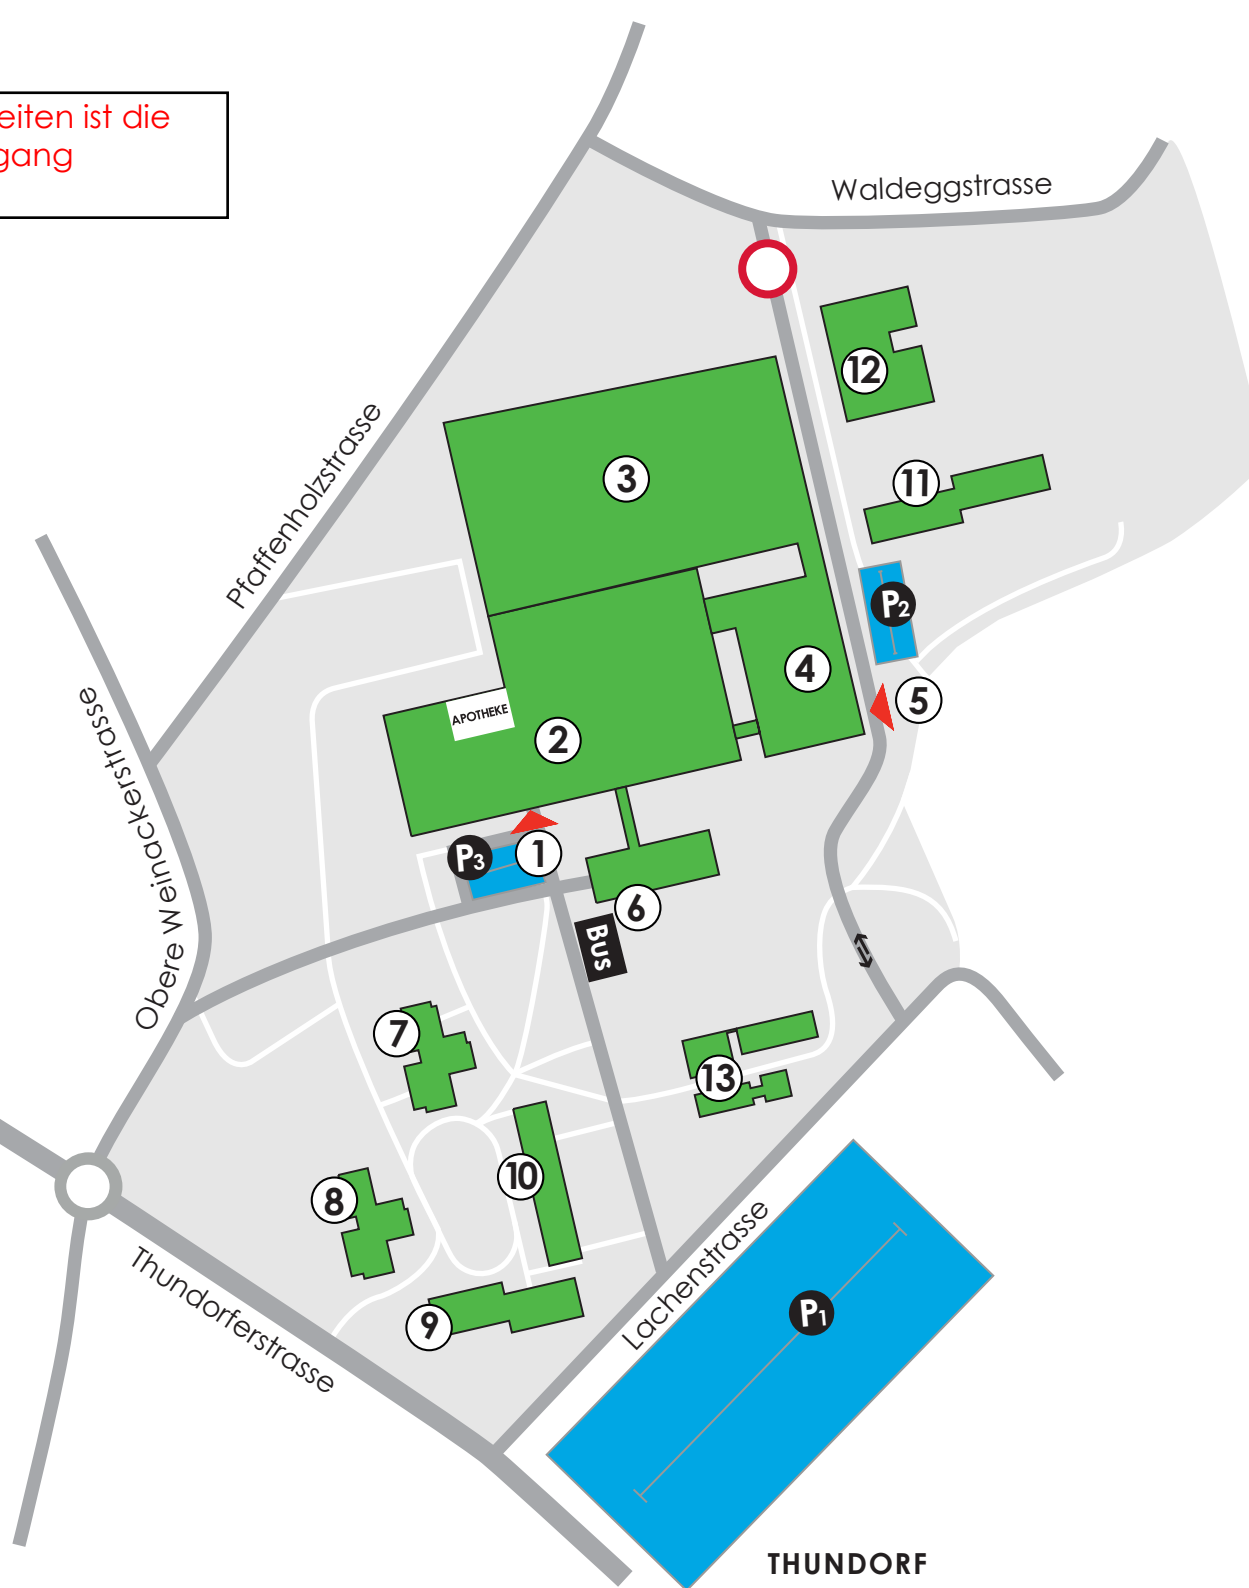 eiten ist die
gang
Waldeggstrasse
12
Pfaffenholzstrasse
3
11
P2
4
5
Obere Weinackerstrasse
APOTHEKE
2
P3
1
6
Bus
7
13
10
8
Thundorferstrasse
Lachenstrasse
9
P1
THUNDORF